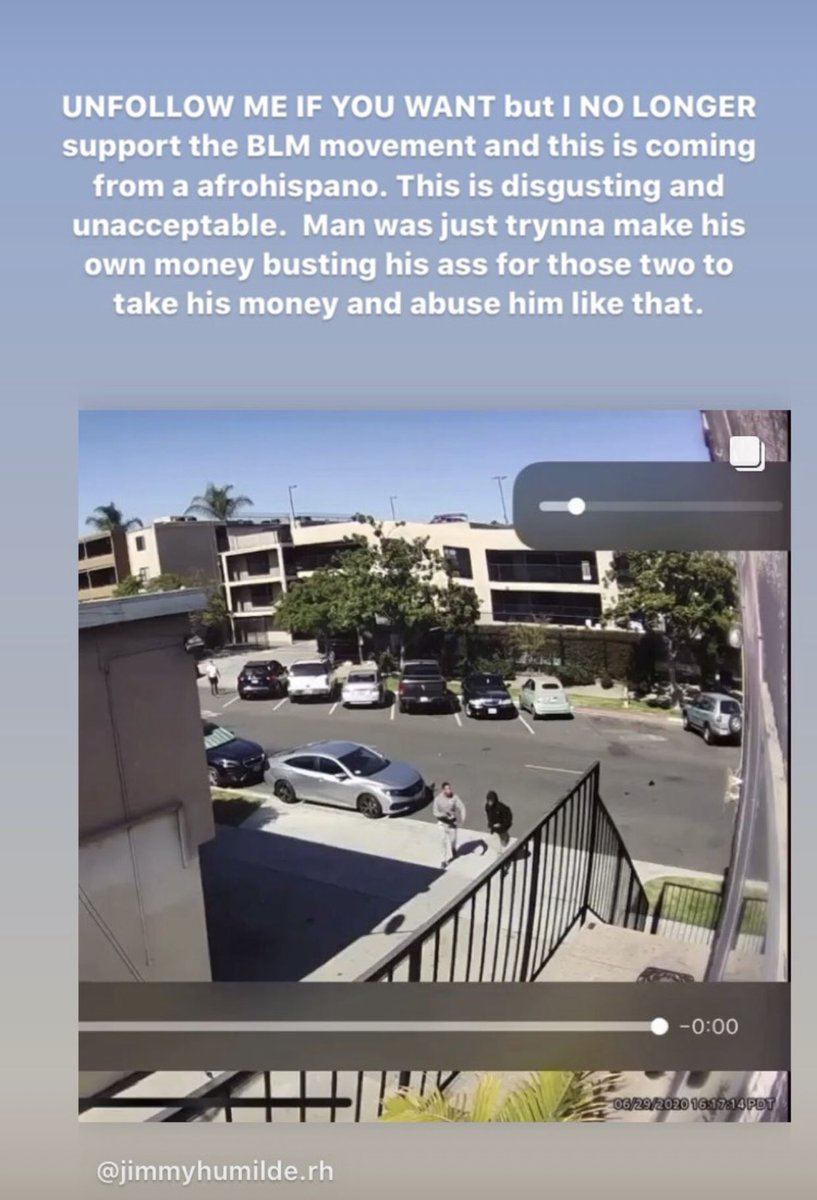 UNFOLLOW ME IF YOU WANT but I NO LONGER
support the BLM movement and this is coming
from a afrohispano. This is disgusting and
unacceptable.  Man was just trynna make his
own money busting his ass for those two to
take his money and abuse him like that.
-0:00
06/29/2020 16:17:14 PDT
@jimmyhumilde.rh